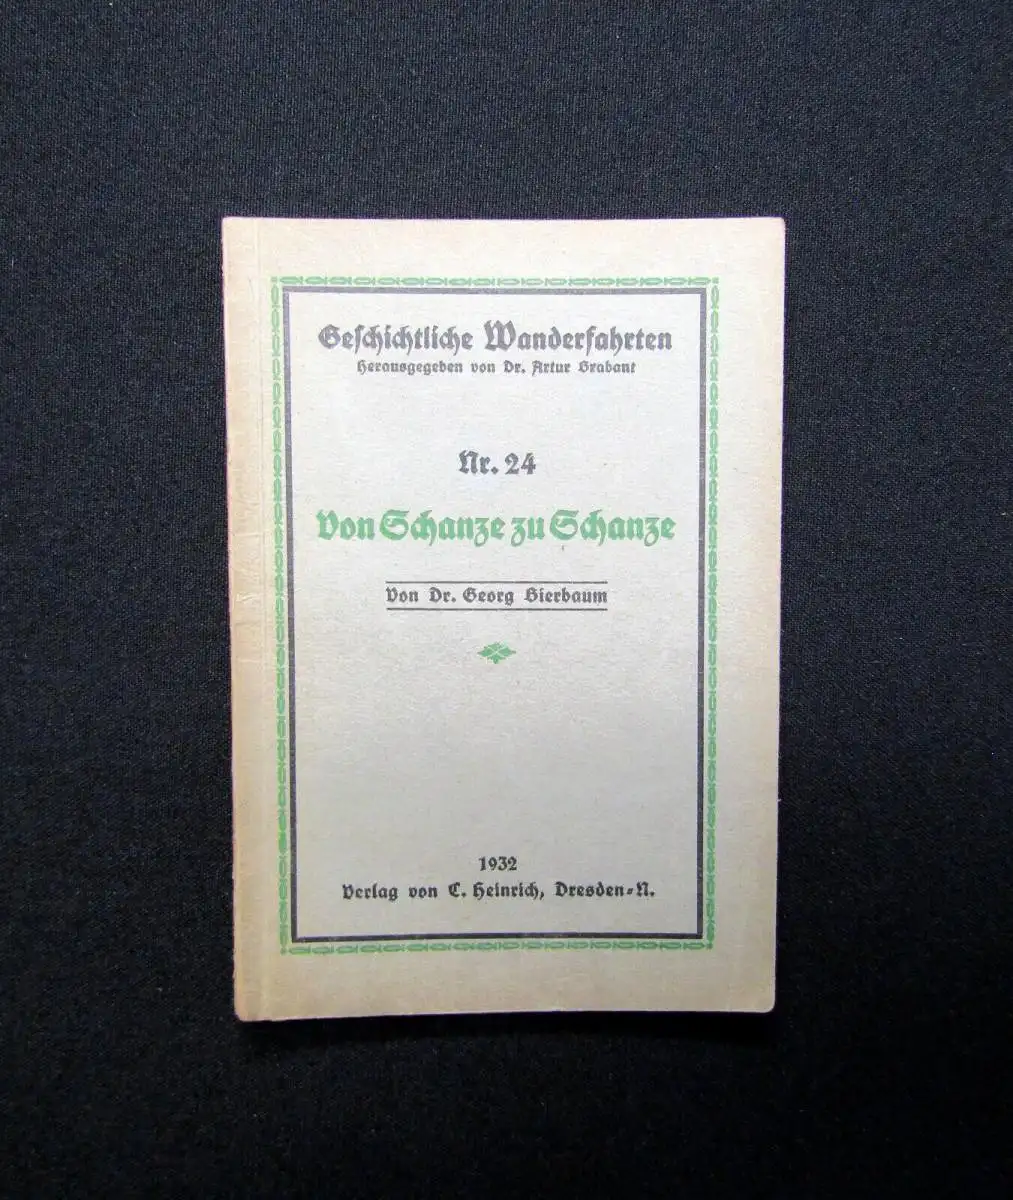 Geschichtliche Wanderfahrten
Herausgegeben von Dr. Artur Brabant
Nr. 24
Von Schanze zu Schanze
Von Dr. Georg Bierbaum
1932
Verlag von C. Heinrich, Dresden-N.